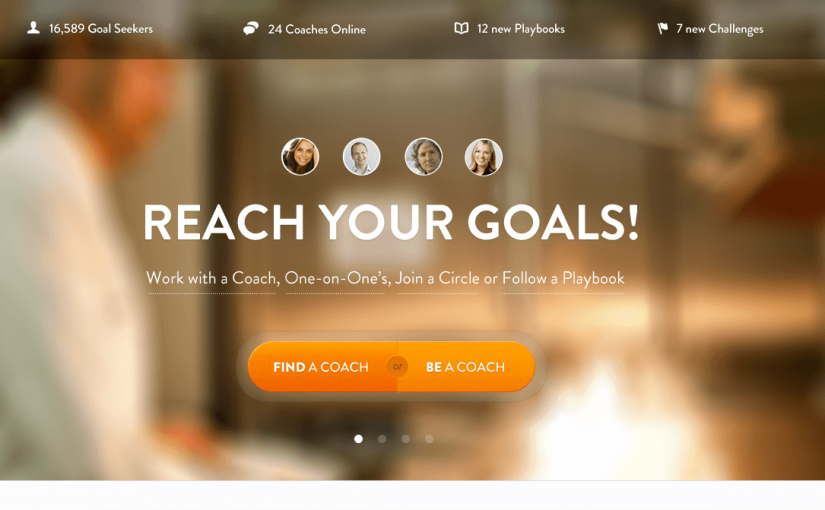 16,589 Goal Seekers
24 Coaches Online
12 new Playbooks
7 new Challenges
REACH YOUR GOALS!
Work with a Coach, One-on-One's, Join a Circle or Follow a Playbook
FIND A COACH or BE A COACH